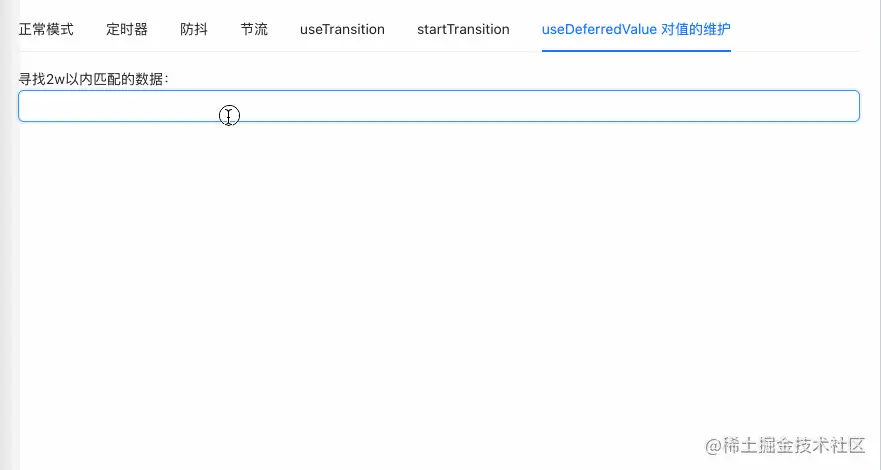 正常模式 定时器 防抖 节流 useTransition startTransition useDeferredValue 对值的维护
寻找2w以内匹配的数据：
@稀土掘金技术社区